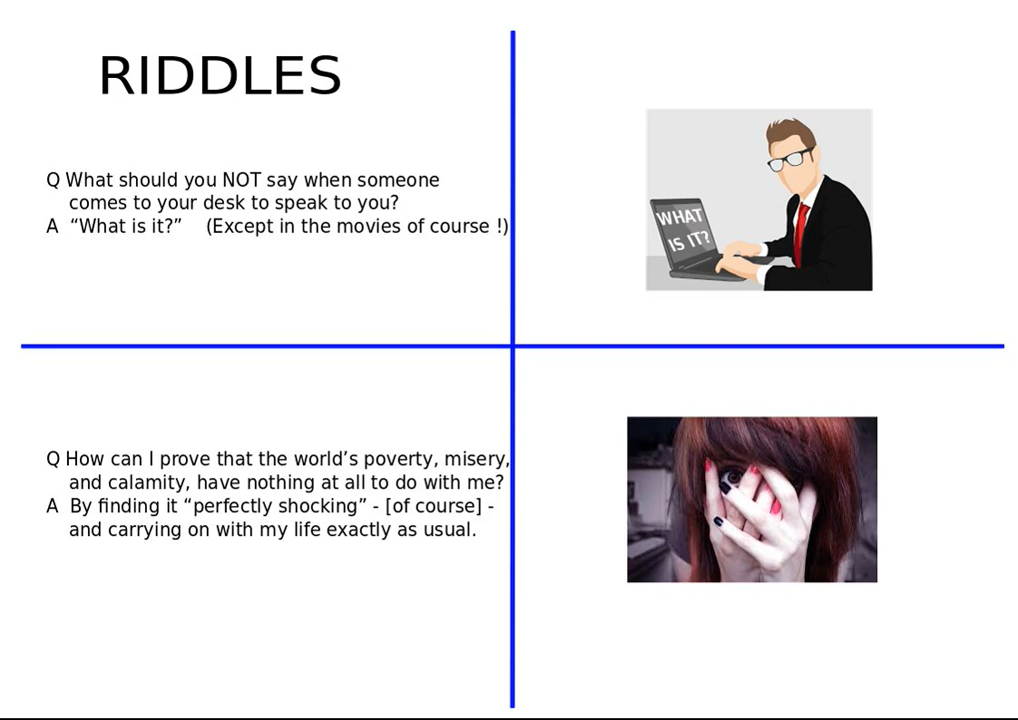 RIDDLES
Q What should you NOT say when someone
comes to your desk to speak to you?
A “What is it?” (Except in the movies of course !)
WHAT
IS IT?
Q How can I prove that the world’s poverty, misery,
and calamity, have nothing at all to do with me?
A By finding it “perfectly shocking” - [of course] -
and carrying on with my life exactly as usual.